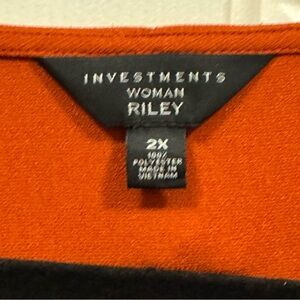 INVESTMENTS
WOMAN
RILEY
2X
100%
POLYESTER
MADE IN
VIETNAM